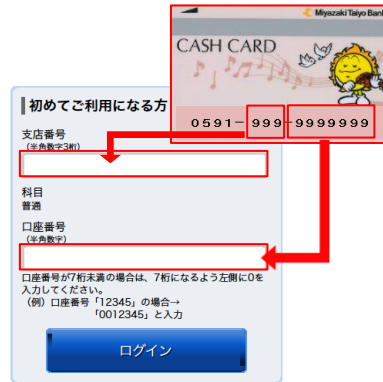 Miyazaki Taiyo Bank
CASH CARD
0591-999-9999999
初めてご利用になる方
支店番号
(半角数字3桁)
科目
普通
口座番号
(半角数字)
口座番号が7桁未満の場合は、7桁になるよう左側に0を
入力してください。
(例) 口座番号「12345」の場合→
「0012345」と入力
ログイン